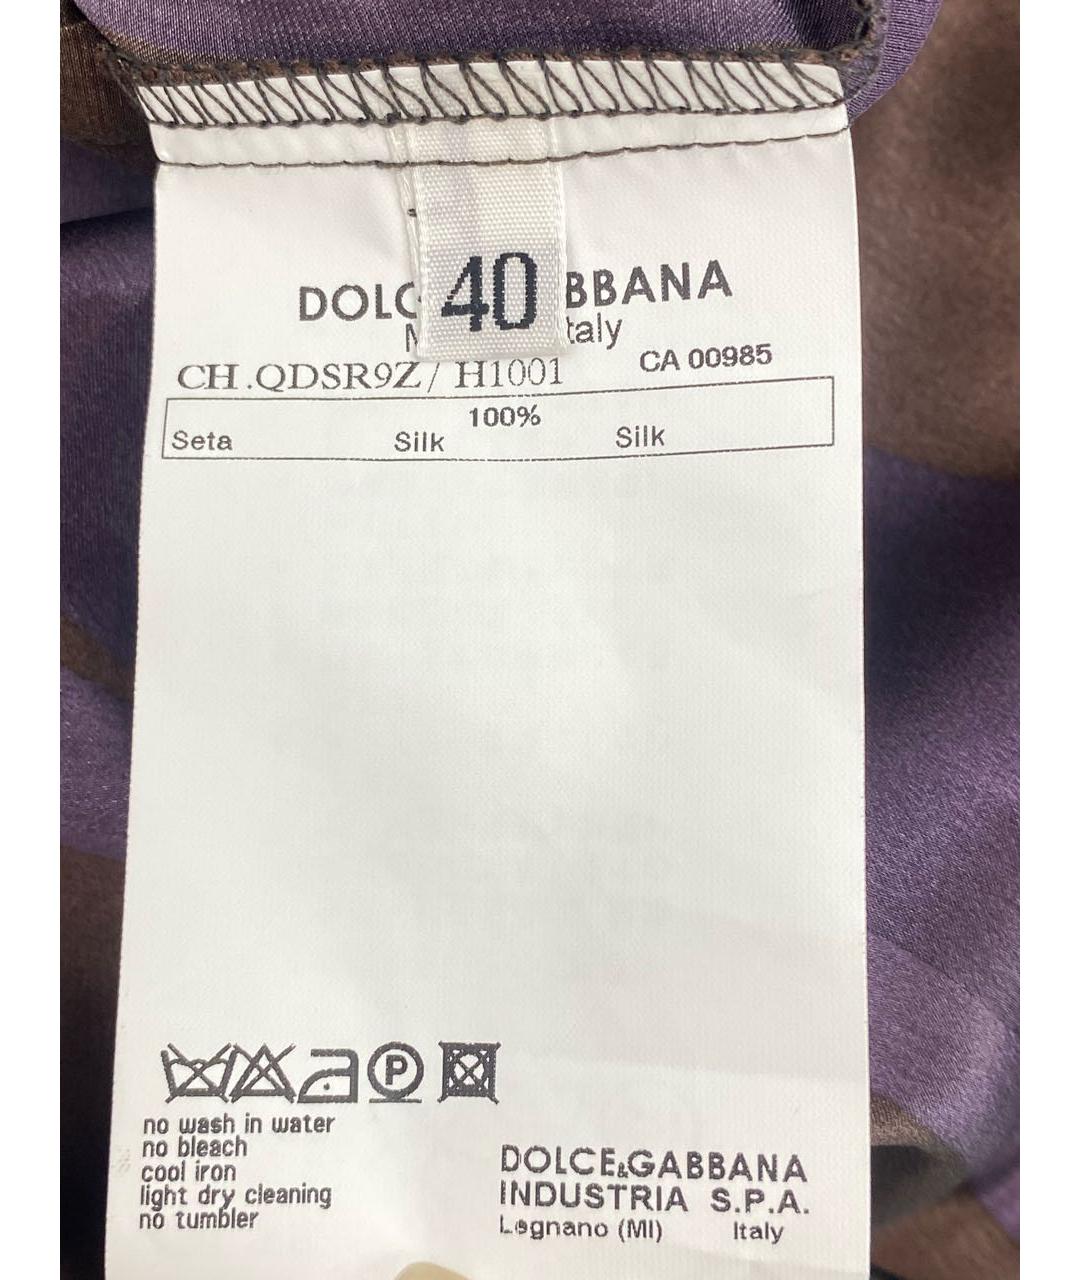 40
DOLC BBANA
M taly
CH.QDSR9Z/ H1001 CA 00985
100%
Seta Silk Silk
P
no wash in water
no bleach
cool iron
light dry cleaning
no tumbler
DOLCE&GABBANA
INDUSTRIA S.P.A.
Legnano (MI) Italy